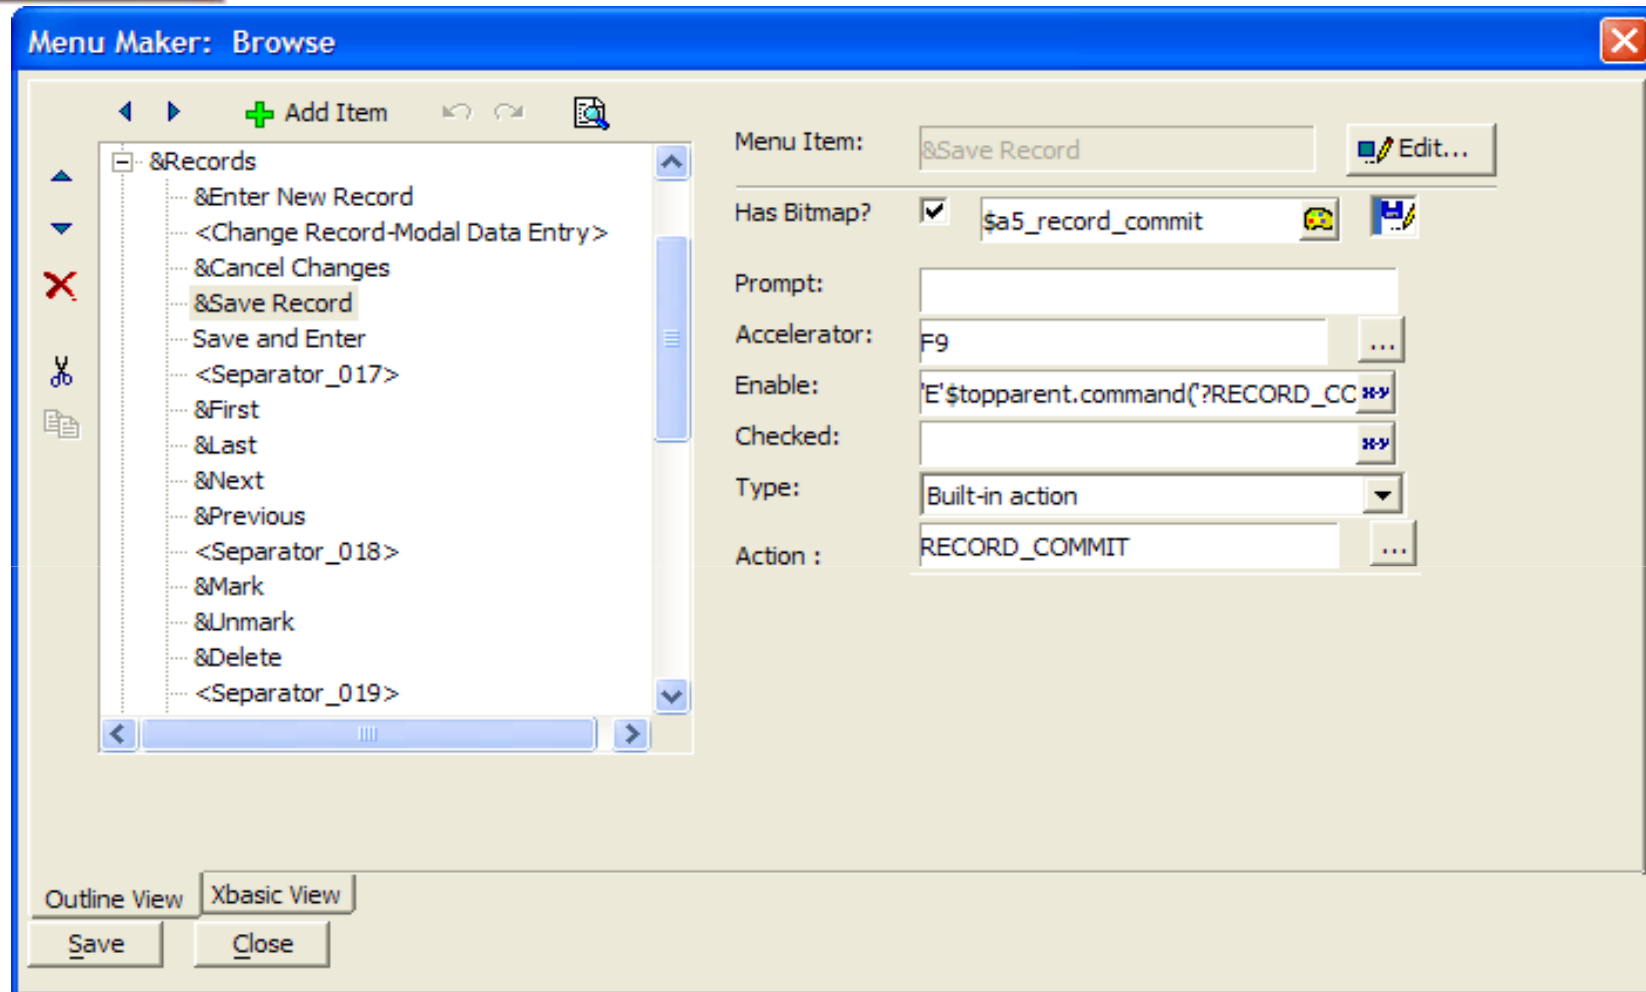 Menu Maker: Browse
Add Item
&Records
&Enter New Record
<Change Record-Modal Data Entry>
&Cancel Changes
&Save Record
Save and Enter
<Separator_017>
&First
&Last
&Next
&Previous
<Separator_018>
&Mark
&Unmark
&Delete
<Separator_019>
Menu Item: &Save Record Edit...
Has Bitmap? $a5_record_commit
Prompt:
Accelerator: F9 ...
Enable: 'E'$topparent.command('?RECORD_CC x-y
Checked: x-y
Type: Built-in action
Action : RECORD_COMMIT ...
Outline View Xbasic View
Save Close